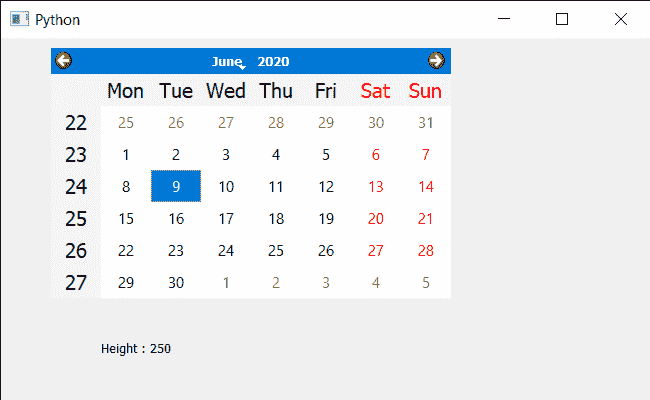 Python
June 2020
Mon Tue Wed Thu Fri Sat Sun
22 25 26 27 28 29 30 31
23 1 2 3 4 5 6 7
24 8 9 10 11 12 13 14
25 15 16 17 18 19 20 21
26 22 23 24 25 26 27 28
27 29 30 1 2 3 4 5
Height : 250